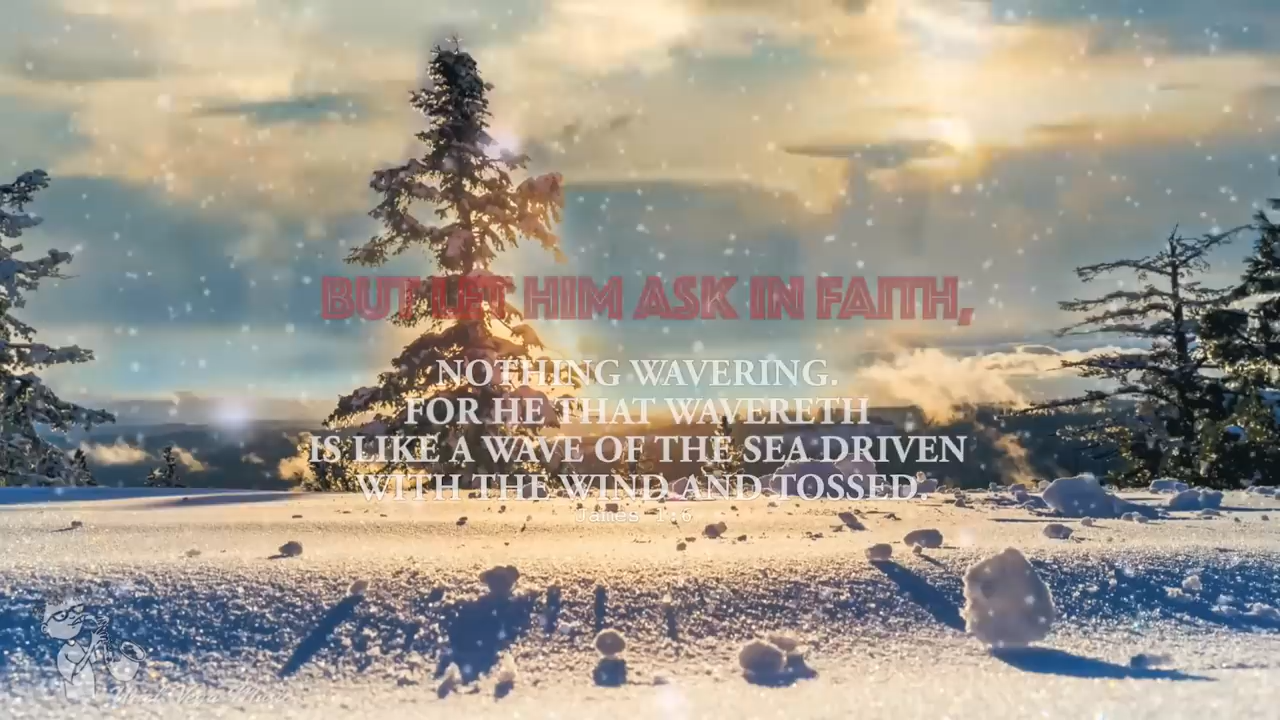 BUT LET HIM ASK IN FAITH,
NOTHING WAVERING.
FOR HE THAT WAVERETH
IS LIKE A WAVE OF THE SEA DRIVEN
WITH THE WIND AND TOSSED.
James 1:6